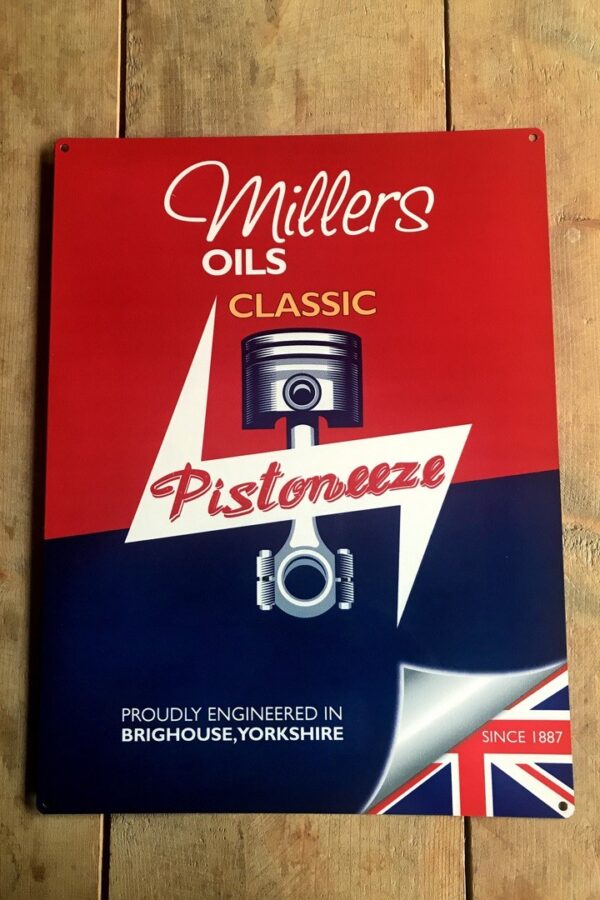 Millers
OILS
CLASSIC
Pistoneeze
PROUDLY ENGINEERED IN
BRIGHOUSE,YORKSHIRE
SINCE 1887